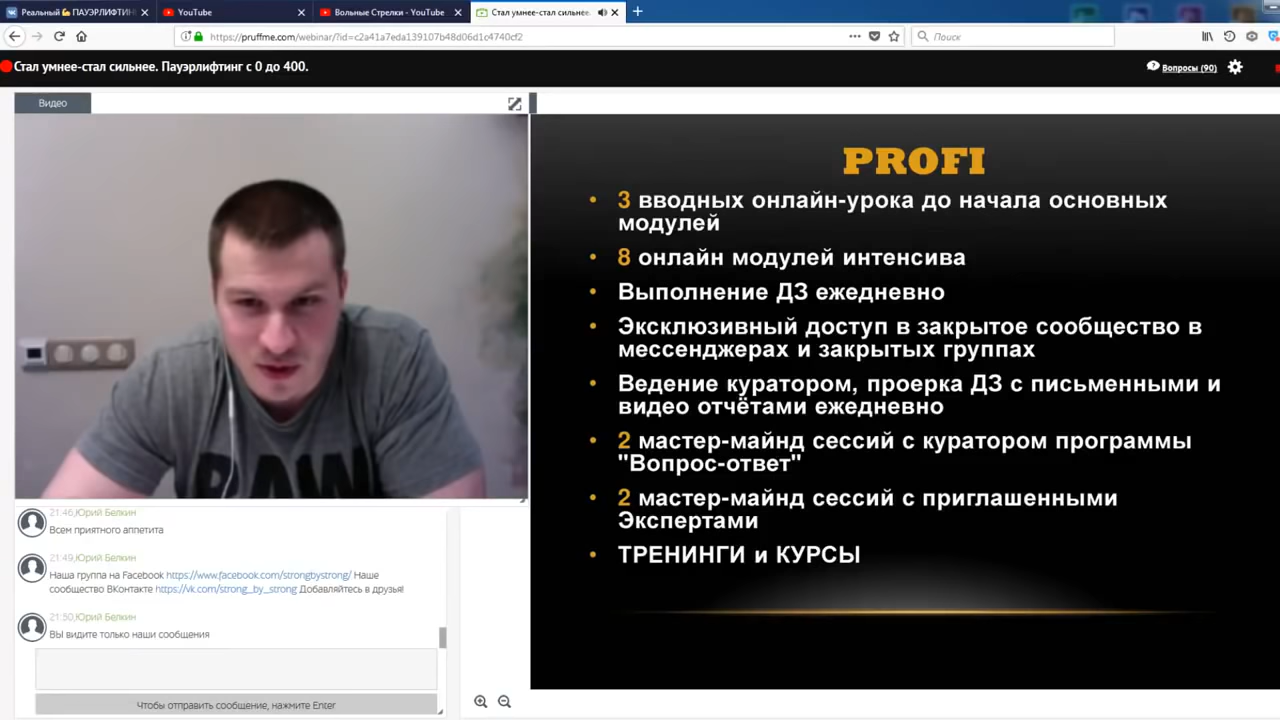 Реальный 💪 ПАУЭРЛИФТИНГ
YouTube
Вольные Стрелки - YouTube
Стал умнее-стал сильнее.
https://pruffme.com/webinar/?id=c2a41a7eda139107b48d06d1c4740cf2
Поиск
Стал умнее-стал сильнее. Пауэрлифтинг с 0 до 400.
Вопросы (90)
Видео
RAW
21:46,Юрий Белкин
Всем приятного аппетита
21:49,Юрий Белкин
Наша группа на Facebook https://www.facebook.com/strongbystrong/ Наше
сообщество ВКонтакте https://vk.com/strong_by_strong Добавляйтесь в друзья!
21:50,Юрий Белкин
ВЫ видите только наши сообщения
Чтобы отправить сообщение, нажмите Enter
PROFI
• 3 вводных онлайн-урока до начала основных
модулей
• 8 онлайн модулей интенсива
• Выполнение ДЗ ежедневно
• Эксклюзивный доступ в закрытое сообщество в
мессенджерах и закрытых группах
• Ведение куратором, проерка ДЗ с письменными и
видео отчётами ежедневно
• 2 мастер-майнд сессий с куратором программы
"Вопрос-ответ"
• 2 мастер-майнд сессий с приглашенными
Экспертами
• ТРЕНИНГИ и КУРСЫ